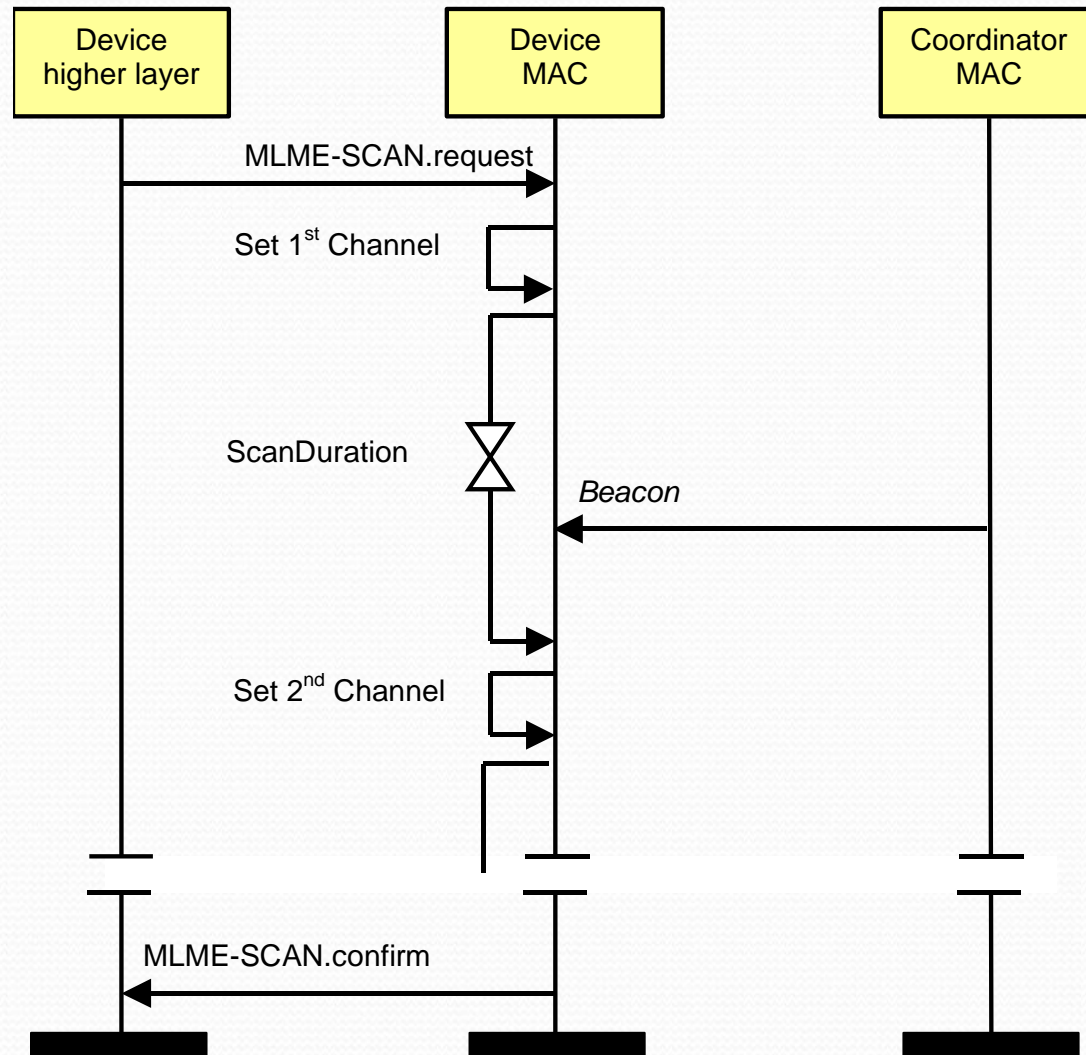 Device
higher layer
Device
MAC
Coordinator
MAC
MLME-SCAN.request
Set 1st Channel
ScanDuration
Beacon
Set 2nd Channel
MLME-SCAN.confirm